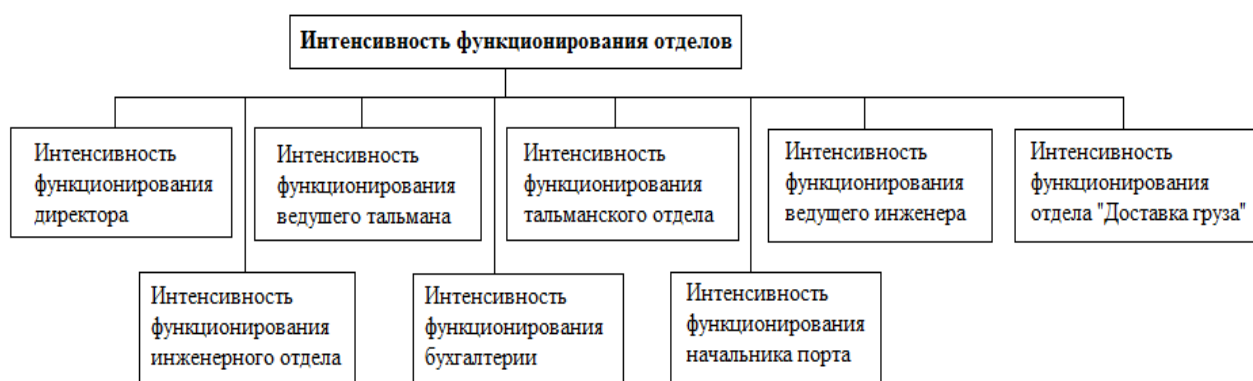 Интенсивность функционирования отделов
Интенсивность
функционирования
директора
Интенсивность
функционирования
ведушего тальмана
Интенсивность
функционирования
тальманского отдела
Интенсивность
функционирования
ведущего инженера
Интенсивность
функционирования
отдела "Доставка груза"
Интенсивность
функционирования
инженерного отдела
Интенсивность
функционирования
бухгалтерии
Интенсивность
функционирования
начальника порта